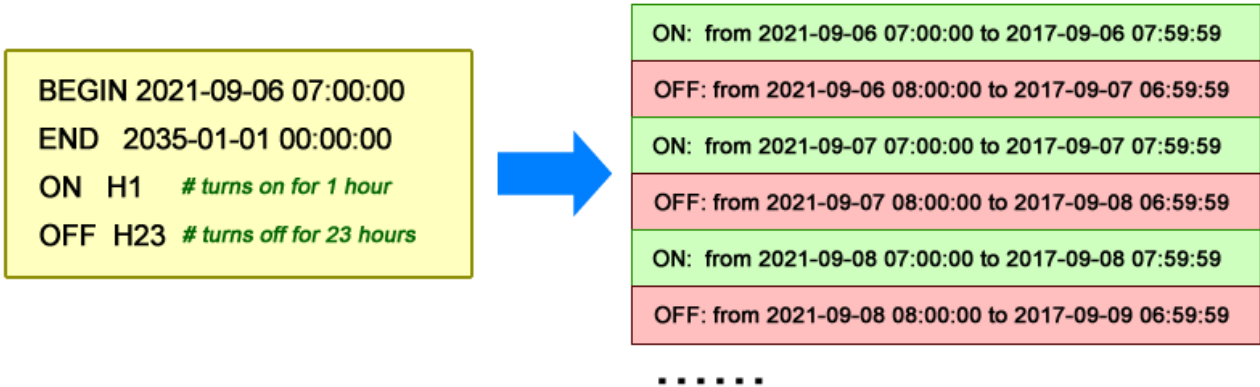 BEGIN 2021-09-06 07:00:00
END 2035-01-01 00:00:00
ON H1 # turns on for 1 hour
OFF H23 # turns off for 23 hours
ON: from 2021-09-06 07:00:00 to 2017-09-06 07:59:59
OFF: from 2021-09-06 08:00:00 to 2017-09-07 06:59:59
ON: from 2021-09-07 07:00:00 to 2017-09-07 07:59:59
OFF: from 2021-09-07 08:00:00 to 2017-09-08 06:59:59
ON: from 2021-09-08 07:00:00 to 2017-09-08 07:59:59
OFF: from 2021-09-08 08:00:00 to 2017-09-09 06:59:59
......